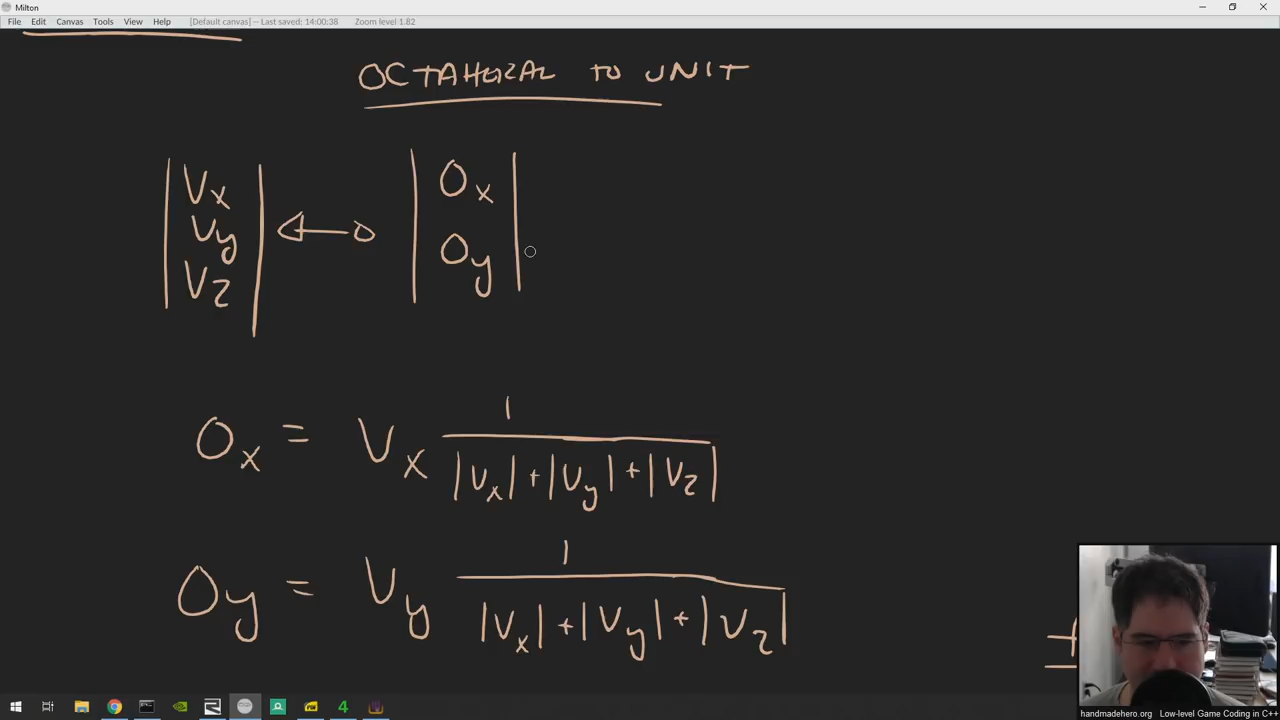 Milton
File Edit Canvas Tools View Help [Default canvas] -- Last saved: 14:00:38 Zoom level 1.82
OCTAHERAL TO UNIT
|Vx Vy Vz| ← |Ox Oy|
Ox = Vx 1 / |Vx| + |Vy| + |Vz|
Oy = Vy 1 / |Vx| + |Vy| + |Vz|
4
handmadehero.org Low-level Game Coding in C++